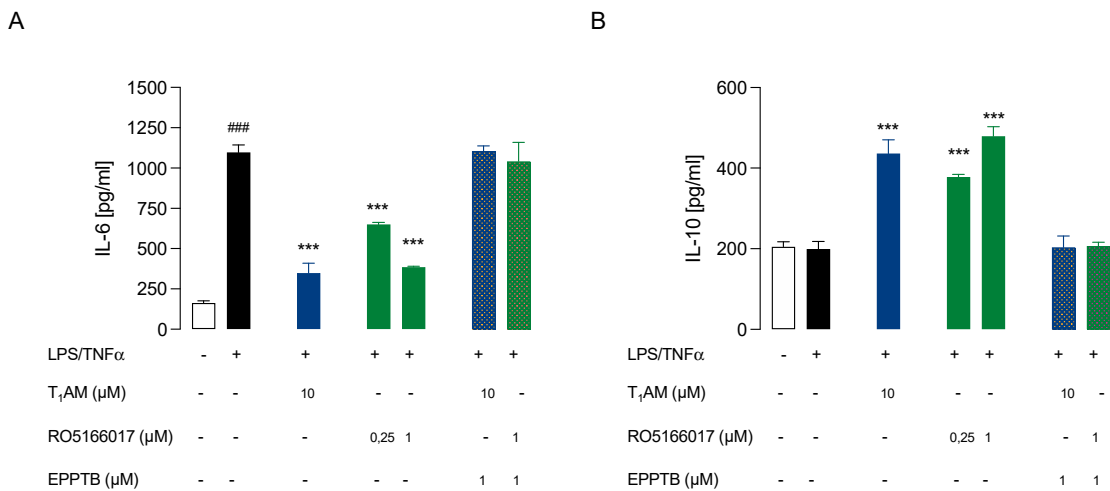 A
B
IL-6 [pg/ml]
1500
1250
1000
750
500
250
0
###
***
***
***
LPS/TNFα - + + + + + +
T₁AM (µM) - - 10 - - 10 -
RO5166017 (µM) - - - 0,25 1 - 1
EPPTB (µM) - - - - - 1 1
IL-10 [pg/ml]
600
400
200
0
***
***
***
LPS/TNFα - + + + + + +
T₁AM (µM) - - 10 - - 10 -
RO5166017 (µM) - - - 0,25 1 - 1
EPPTB (µM) - - - - - 1 1